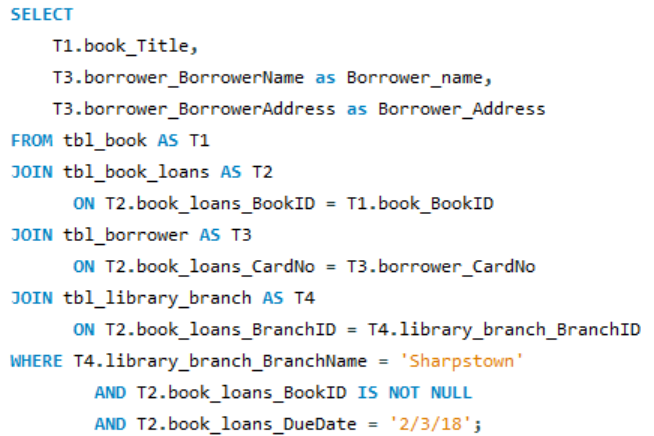 SELECT
    T1.book_Title,
    T3.borrower_BorrowerName as Borrower_name,
    T3.borrower_BorrowerAddress as Borrower_Address
FROM tbl_book AS T1
JOIN tbl_book_loans AS T2
      ON T2.book_loans_BookID = T1.book_BookID
JOIN tbl_borrower AS T3
      ON T2.book_loans_CardNo = T3.borrower_CardNo
JOIN tbl_library_branch AS T4
      ON T2.book_loans_BranchID = T4.library_branch_BranchID
WHERE T4.library_branch_BranchName = 'Sharpstown'
        AND T2.book_loans_BookID IS NOT NULL
        AND T2.book_loans_DueDate = '2/3/18';